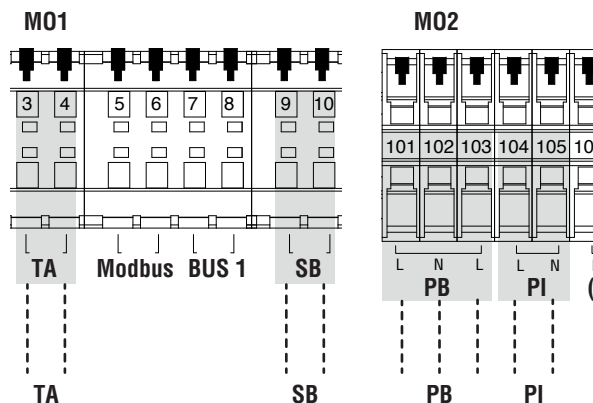 MO1 MO2
3 4 5 6 7 8 9 10
101 102 103 104 105
L N L L N
TA Modbus BUS 1 SB PB PI
TA SB PB PI